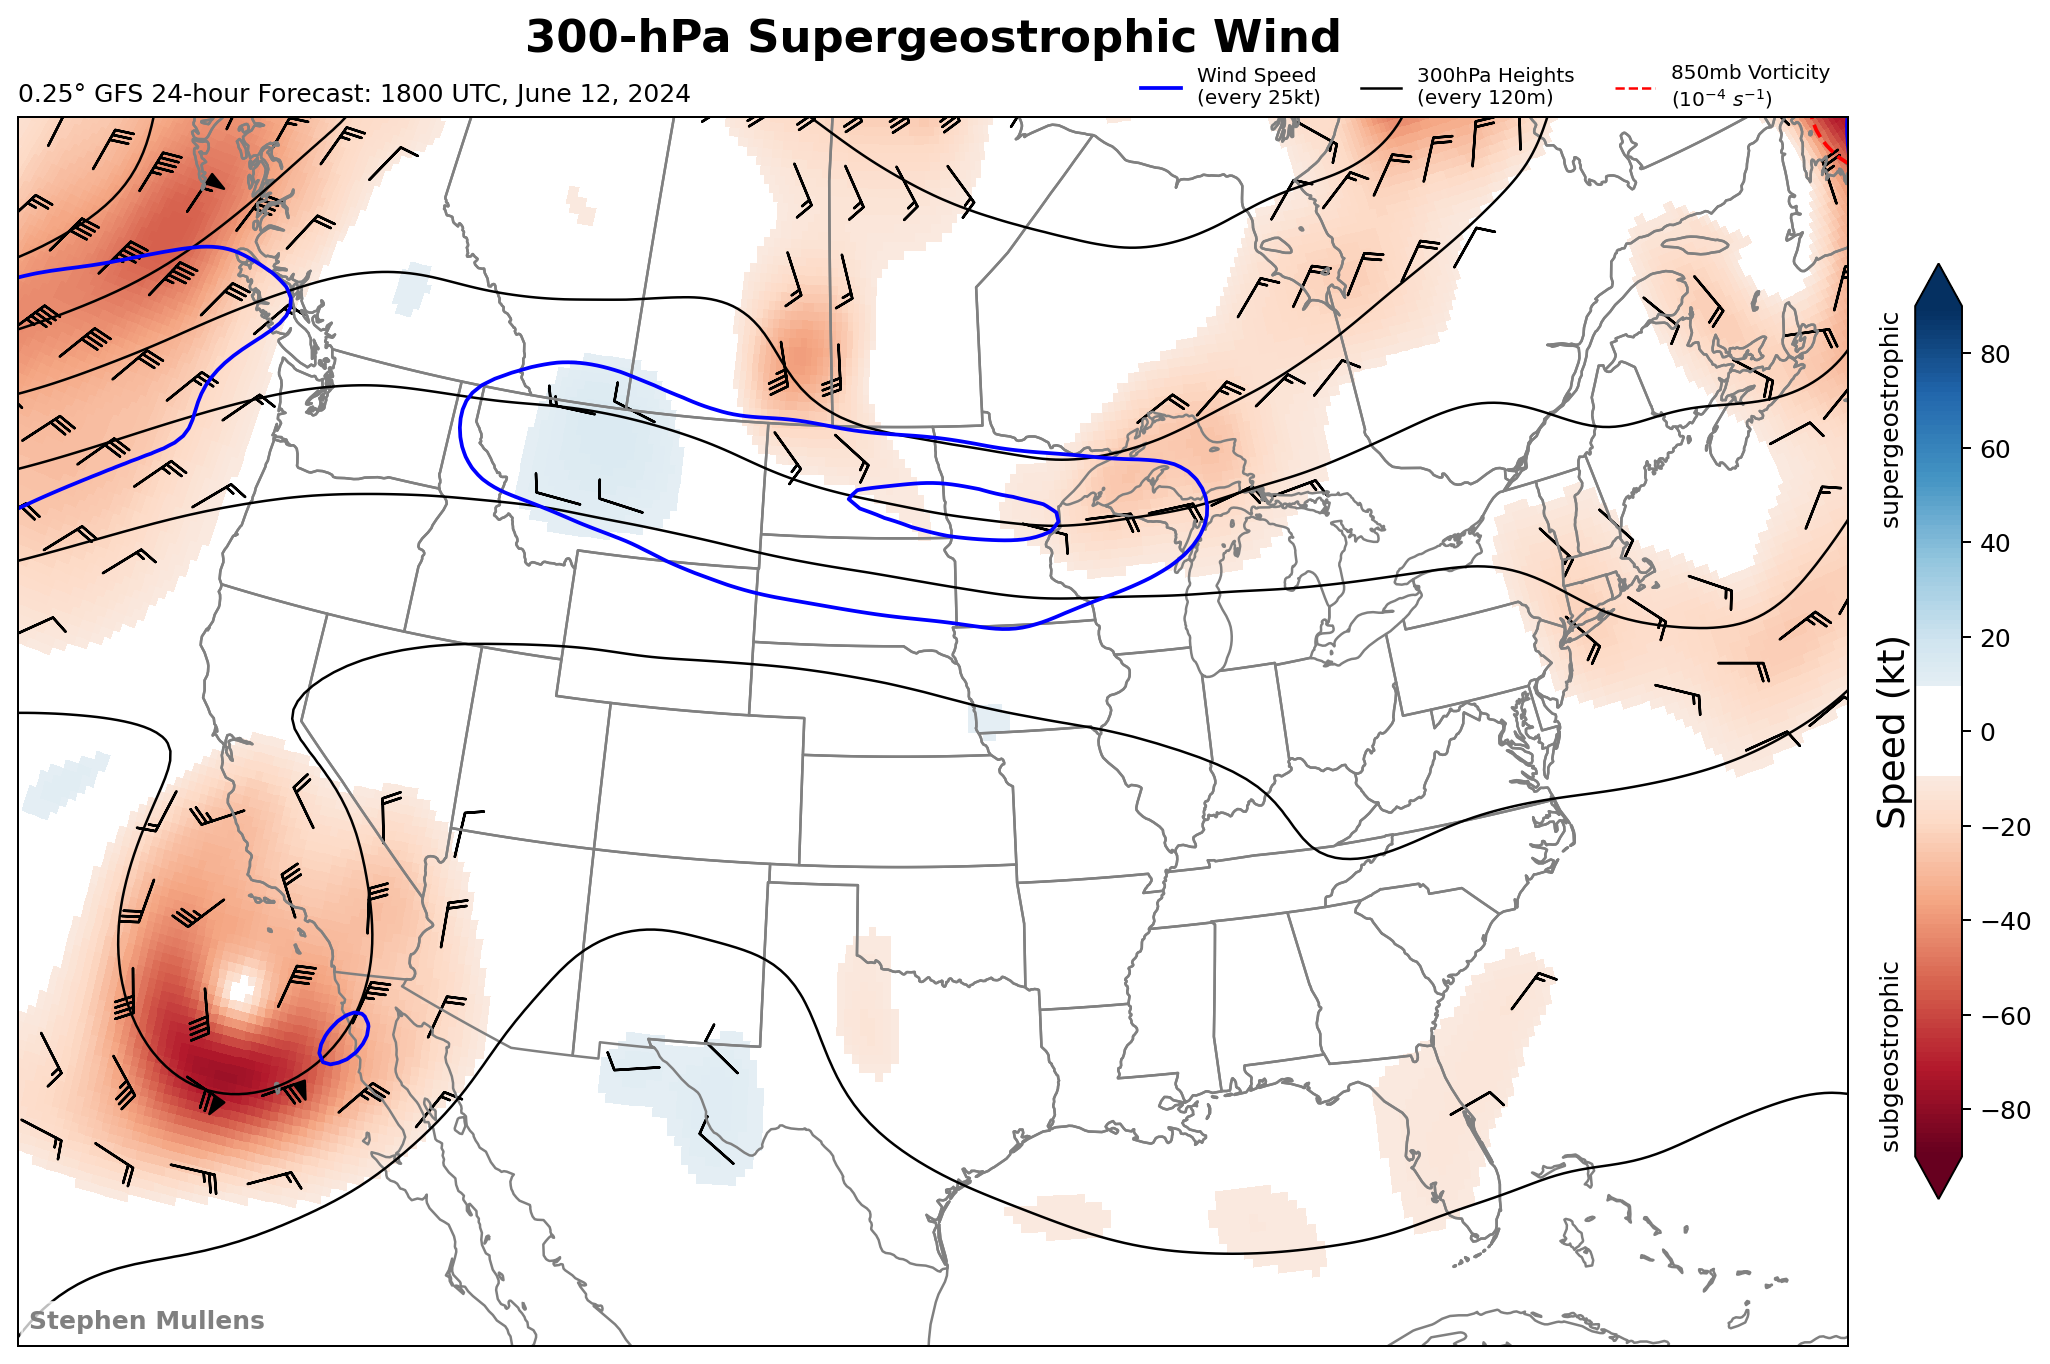 300-hPa Supergeostrophic Wind
0.25° GFS 24-hour Forecast: 1800 UTC, June 12, 2024
Wind Speed
(every 25kt)
300hPa Heights
(every 120m)
850mb Vorticity
(10⁻⁴ s⁻¹)
supergeostrophic
Speed (kt)
subgeostrophic
80
60
40
20
0
−20
−40
−60
−80
Stephen Mullens